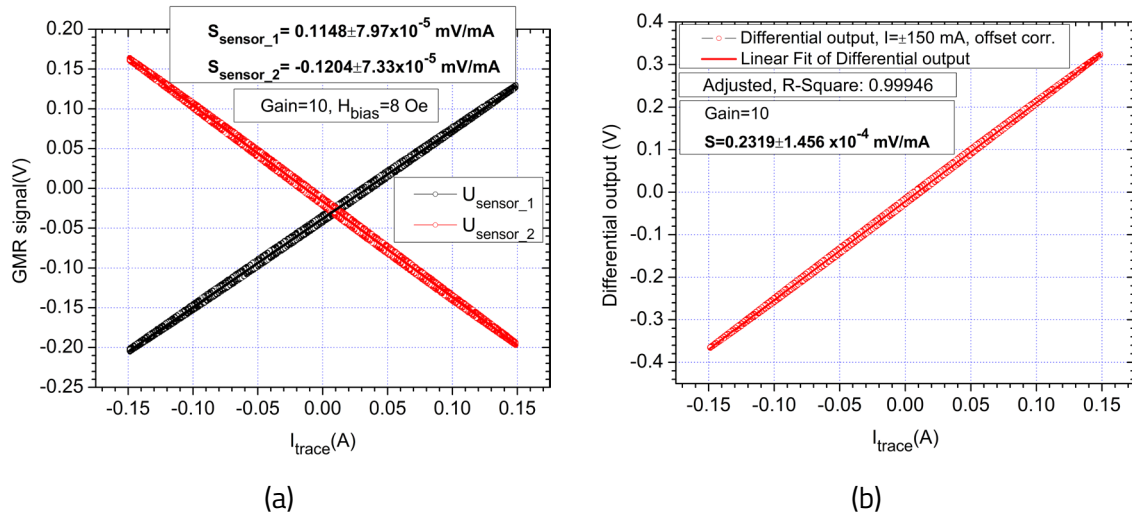 S_sensor_1= 0.1148±7.97x10^-5 mV/mA
S_sensor_2= -0.1204±7.33x10^-5 mV/mA
Gain=10, H_bias=8 Oe
U_sensor_1
U_sensor_2
GMR signal(V)
0.20
0.15
0.10
0.05
0.00
-0.05
-0.10
-0.15
-0.20
-0.25
-0.15 -0.10 -0.05 0.00 0.05 0.10 0.15
I_trace(A)
(a)
Differential output, I=±150 mA, offset corr.
Linear Fit of Differential output
Adjusted, R-Square: 0.99946
Gain=10
S=0.2319±1.456 x10^-4 mV/mA
Differential output (V)
0.4
0.3
0.2
0.1
0.0
-0.1
-0.2
-0.3
-0.4
-0.15 -0.10 -0.05 0.00 0.05 0.10 0.15
I_trace(A)
(b)